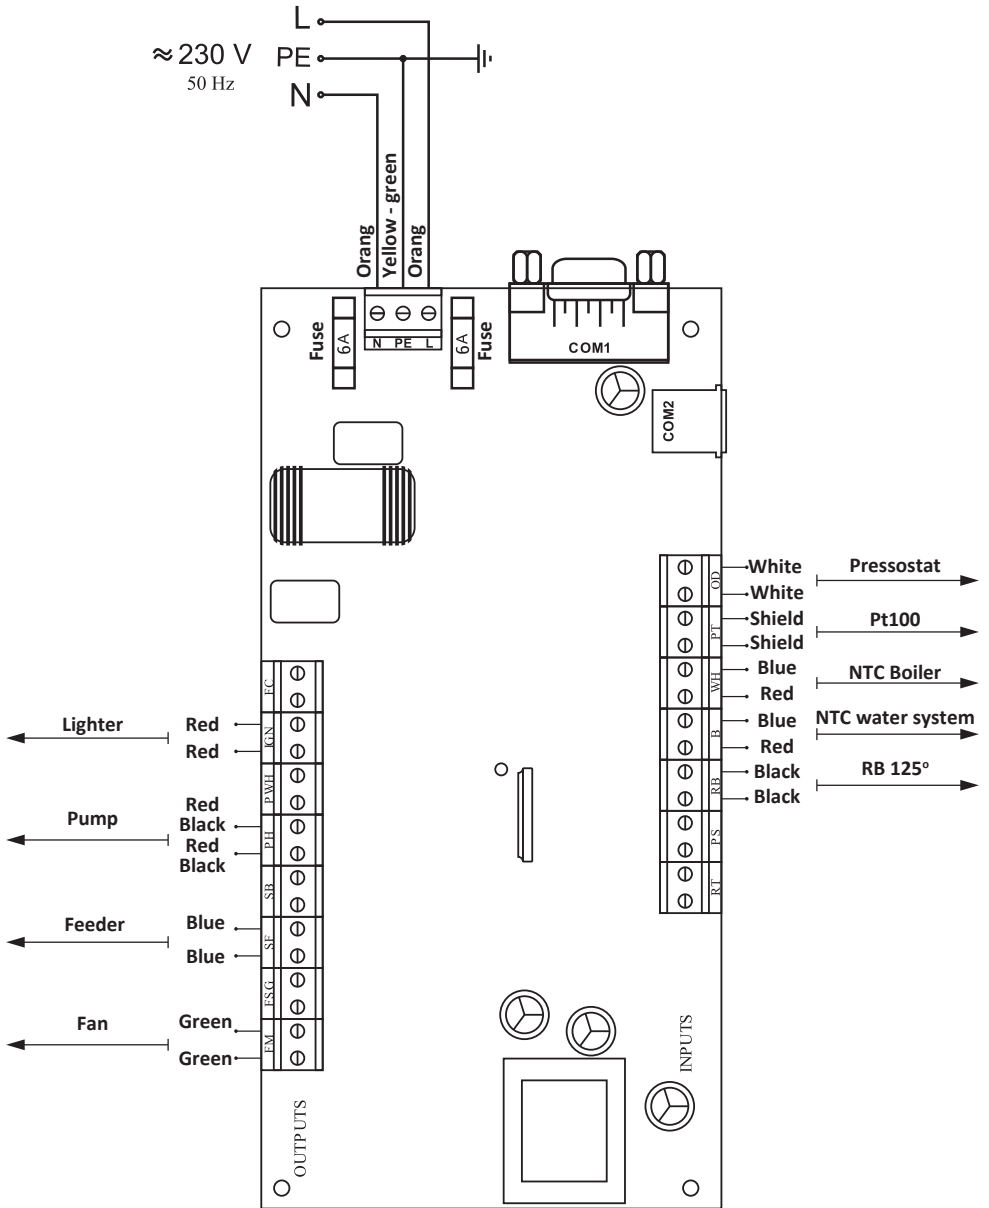 L
≈ 230 V PE
50 Hz
N
Orang
Yellow - green
Orang
Fuse
6A
N PE L
6A
Fuse
COM1
COM2
OD
White
White
Pressostat
PT
Shield
Shield
Pt100
WH
Blue
Red
NTC Boiler
B
Blue
Red
NTC water system
RB
Black
Black
RB 125°
PS
RT
FC
Lighter
Red
Red
IGN
PWH
Pump
Red
Black
Red
Black
PH
SB
Feeder
Blue
Blue
SF
FSG
Fan
Green
Green
FM
INPUTS
OUTPUTS